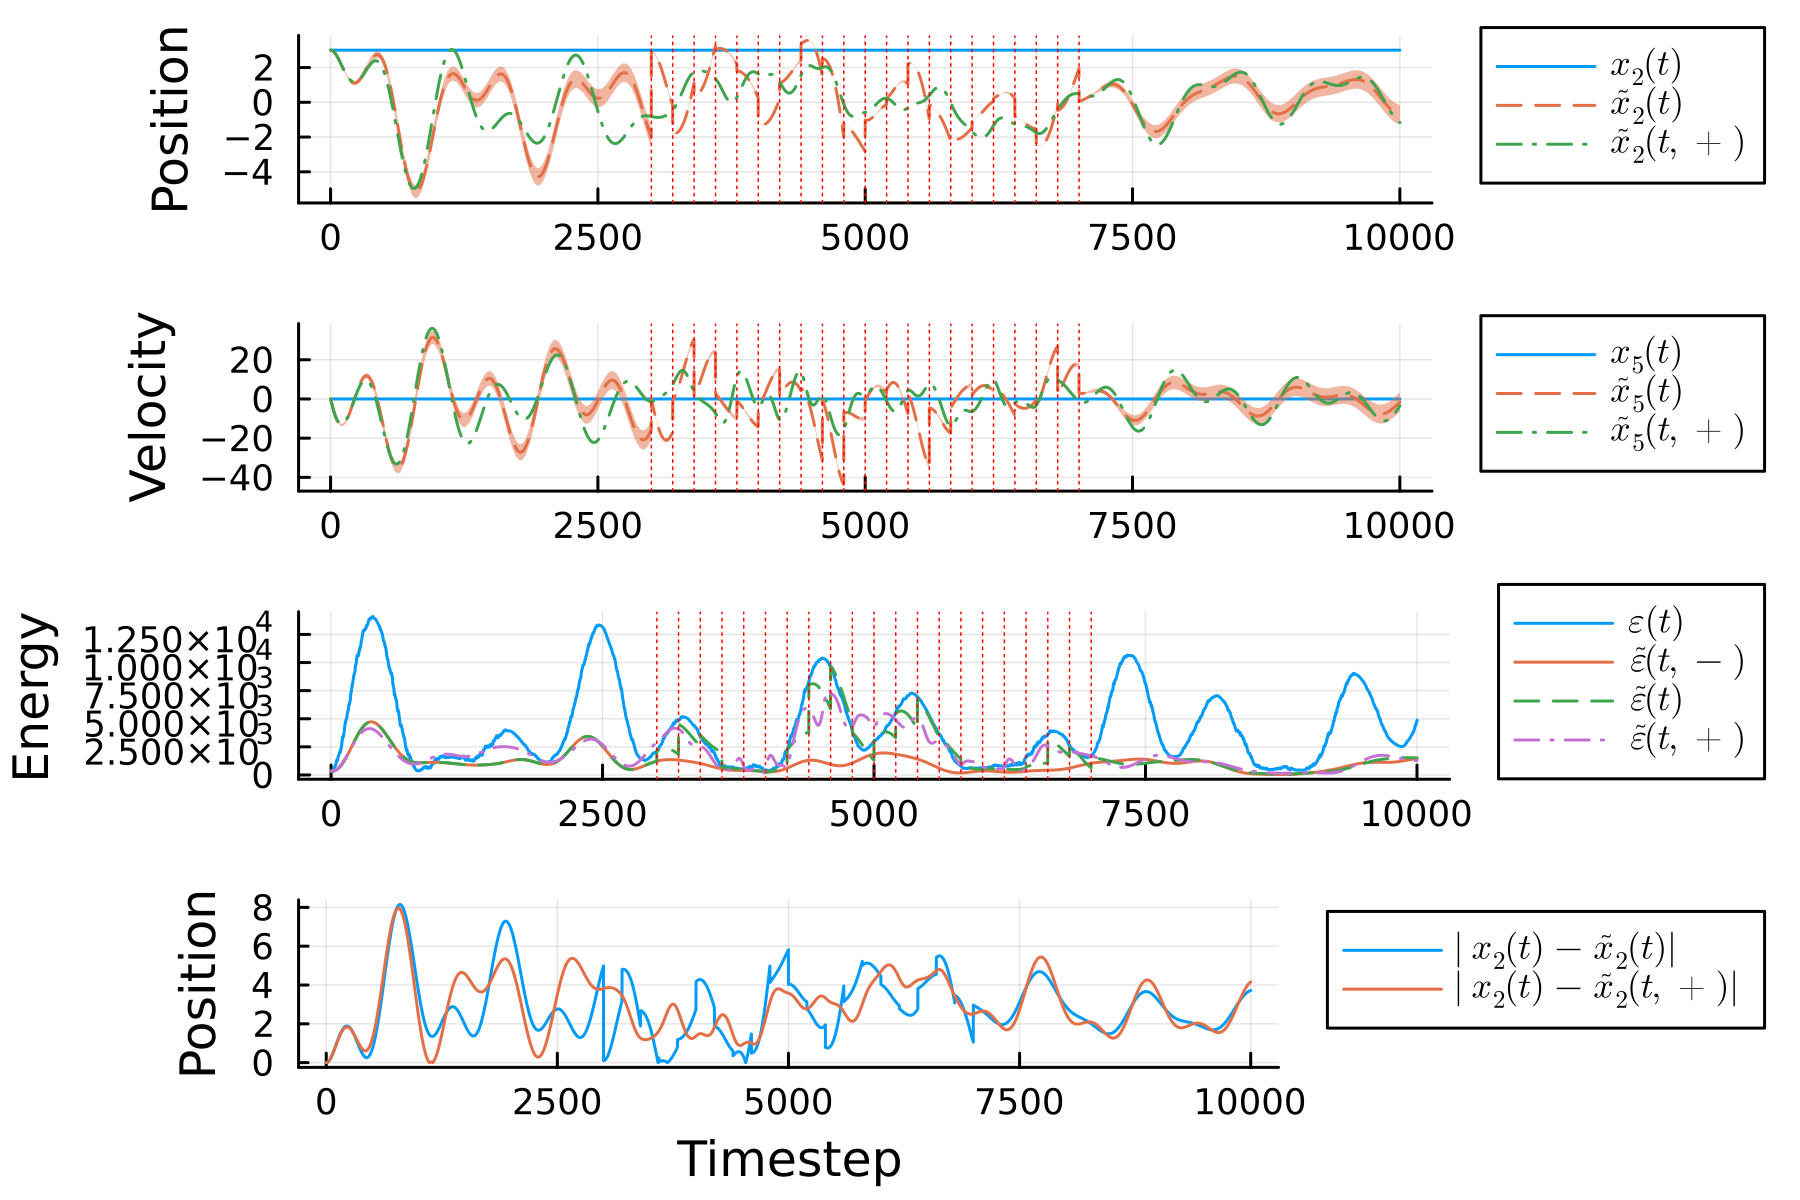 Position
2
0
−2
−4
0
2500
5000
7500
10000
x₂(t)
x̃₂(t)
x̃₂(t, + )
Velocity
20
0
−20
−40
0
2500
5000
7500
10000
x₅(t)
x̃₅(t)
x̃₅(t, + )
Energy
1.250×10⁴
1.000×10⁴
7.500×10³
5.000×10³
2.500×10³
0
0
2500
5000
7500
10000
ε(t)
ε̃(t, − )
ε̃(t)
ε̃(t, + )
Position
8
6
4
2
0
0
2500
5000
7500
10000
| x₂(t) − x̃₂(t)|
| x₂(t) − x̃₂(t, + )|
Timestep